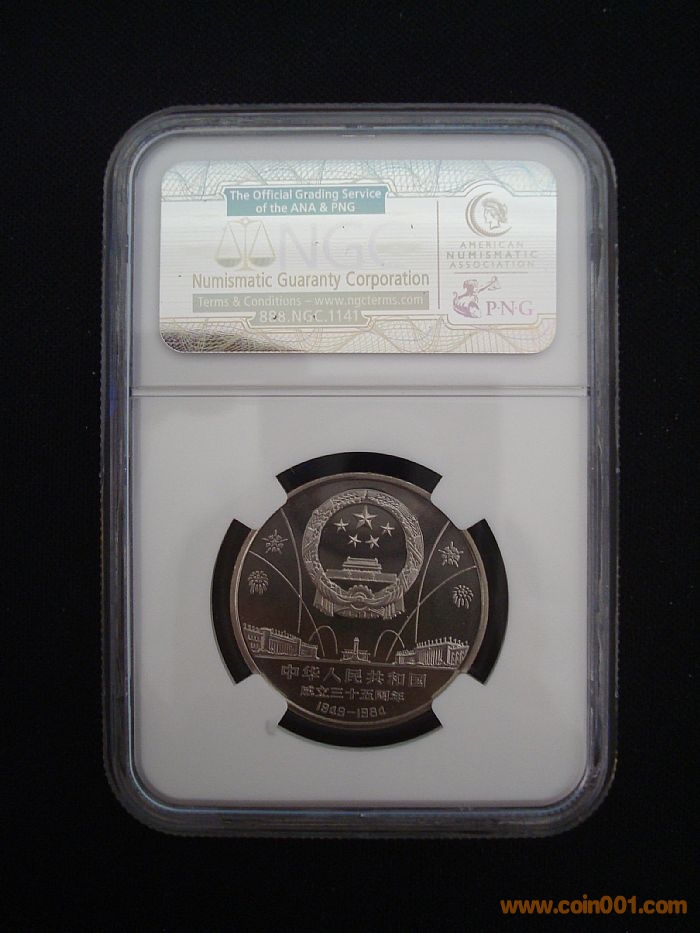 The Official Grading Service
of the ANA & PNG
NGC
Numismatic Guaranty Corporation
Terms & Conditions – www.ngcterms.com
888.NGC.1141
AMERICAN
NUMISMATIC
ASSOCIATION
P·N·G
中华人民共和国
成立三十五周年
1949-1984
www.coin001.com